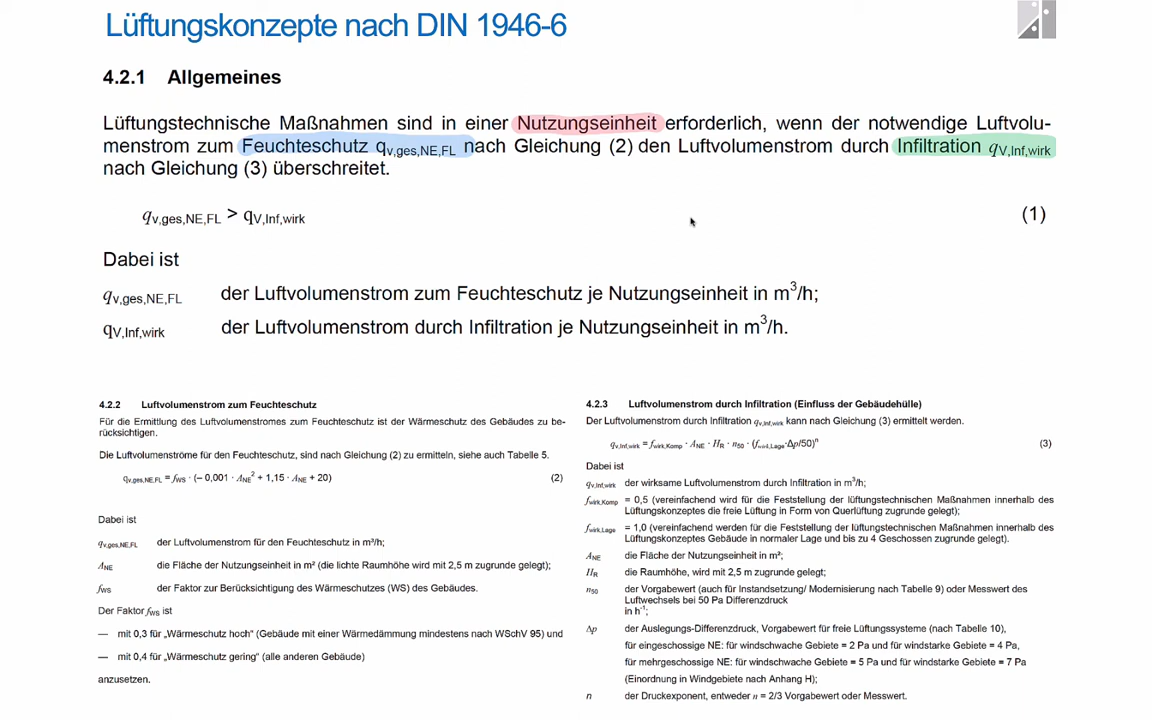 Lüftungskonzepte nach DIN 1946-6
4.2.1 Allgemeines
Lüftungstechnische Maßnahmen sind in einer Nutzungseinheit erforderlich, wenn der notwendige Luftvolu-
menstrom zum Feuchteschutz qv,ges,NE,FL nach Gleichung (2) den Luftvolumenstrom durch Infiltration qV,Inf,wirk
nach Gleichung (3) überschreitet.
qv,ges,NE,FL > qV,Inf,wirk (1)
Dabei ist
qv,ges,NE,FL der Luftvolumenstrom zum Feuchteschutz je Nutzungseinheit in m³/h;
qV,Inf,wirk der Luftvolumenstrom durch Infiltration je Nutzungseinheit in m³/h.
4.2.2 Luftvolumenstrom zum Feuchteschutz
Für die Ermittlung des Luftvolumenstromes zum Feuchteschutz ist der Wärmeschutz des Gebäudes zu be-
rücksichtigen.
Die Luftvolumenströme für den Feuchteschutz, sind nach Gleichung (2) zu ermitteln, siehe auch Tabelle 5.
qv,ges,NE,FL = fWS · (– 0,001 · ANE² + 1,15 · ANE + 20) (2)
Dabei ist
qv,ges,NE,FL der Luftvolumenstrom für den Feuchteschutz in m³/h;
ANE die Fläche der Nutzungseinheit in m² (die lichte Raumhöhe wird mit 2,5 m zugrunde gelegt);
fWS der Faktor zur Berücksichtigung des Wärmeschutzes (WS) des Gebäudes.
Der Faktor fWS ist
— mit 0,3 für „Wärmeschutz hoch“ (Gebäude mit einer Wärmedämmung mindestens nach WSchV 95) und
— mit 0,4 für „Wärmeschutz gering“ (alle anderen Gebäude)
anzusetzen.
4.2.3 Luftvolumenstrom durch Infiltration (Einfluss der Gebäudehülle)
Der Luftvolumenstrom durch Infiltration qv,Inf,wirk kann nach Gleichung (3) ermittelt werden.
qv,Inf,wirk = fwirk,Komp · ANE · HR · n50 · (fwirk,Lage·Δp/50)ⁿ (3)
Dabei ist
qv,Inf,wirk der wirksame Luftvolumenstrom durch Infiltration in m³/h;
fwirk,Komp = 0,5 (vereinfachend wird für die Feststellung der lüftungstechnischen Maßnahmen innerhalb des
Lüftungskonzeptes die freie Lüftung in Form von Querlüftung zugrunde gelegt);
fwirk,Lage = 1,0 (vereinfachend werden für die Feststellung der lüftungstechnischen Maßnahmen innerhalb des
Lüftungskonzeptes Gebäude in normaler Lage und bis zu 4 Geschossen zugrunde gelegt).
ANE die Fläche der Nutzungseinheit in m²;
HR die Raumhöhe, wird mit 2,5 m zugrunde gelegt;
n50 der Vorgabewert (auch für Instandsetzung/ Modernisierung nach Tabelle 9) oder Messwert des
Luftwechsels bei 50 Pa Differenzdruck
in h⁻¹;
Δp der Auslegungs-Differenzdruck, Vorgabewert für freie Lüftungssysteme (nach Tabelle 10),
für eingeschossige NE: für windschwache Gebiete = 2 Pa und für windstarke Gebiete = 4 Pa,
für mehrgeschossige NE: für windschwache Gebiete = 5 Pa und für windstarke Gebiete = 7 Pa
(Einordnung in Windgebiete nach Anhang H);
n der Druckexponent, entweder n = 2/3 Vorgabewert oder Messwert.